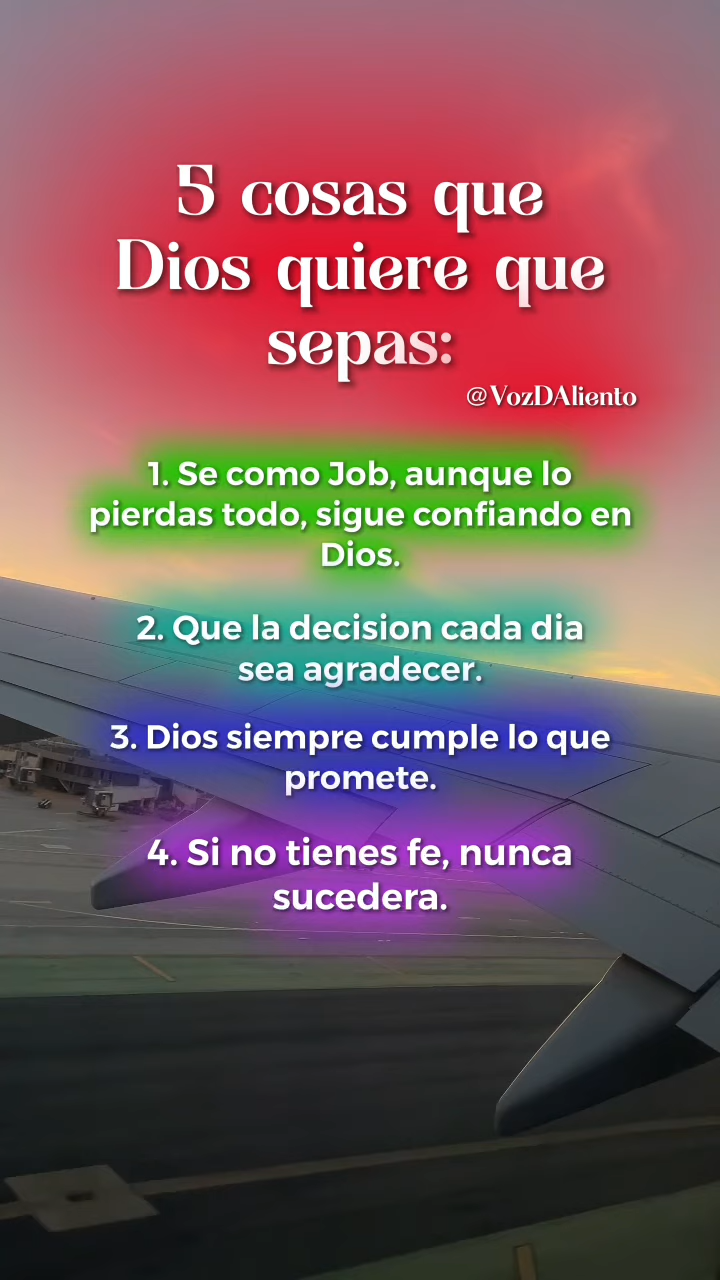 5 cosas que
Dios quiere que
sepas:
@VozDAliento
1. Se como Job, aunque lo
pierdas todo, sigue confiando en
Dios.
2. Que la decision cada dia
sea agradecer.
3. Dios siempre cumple lo que
promete.
4. Si no tienes fe, nunca
sucedera.